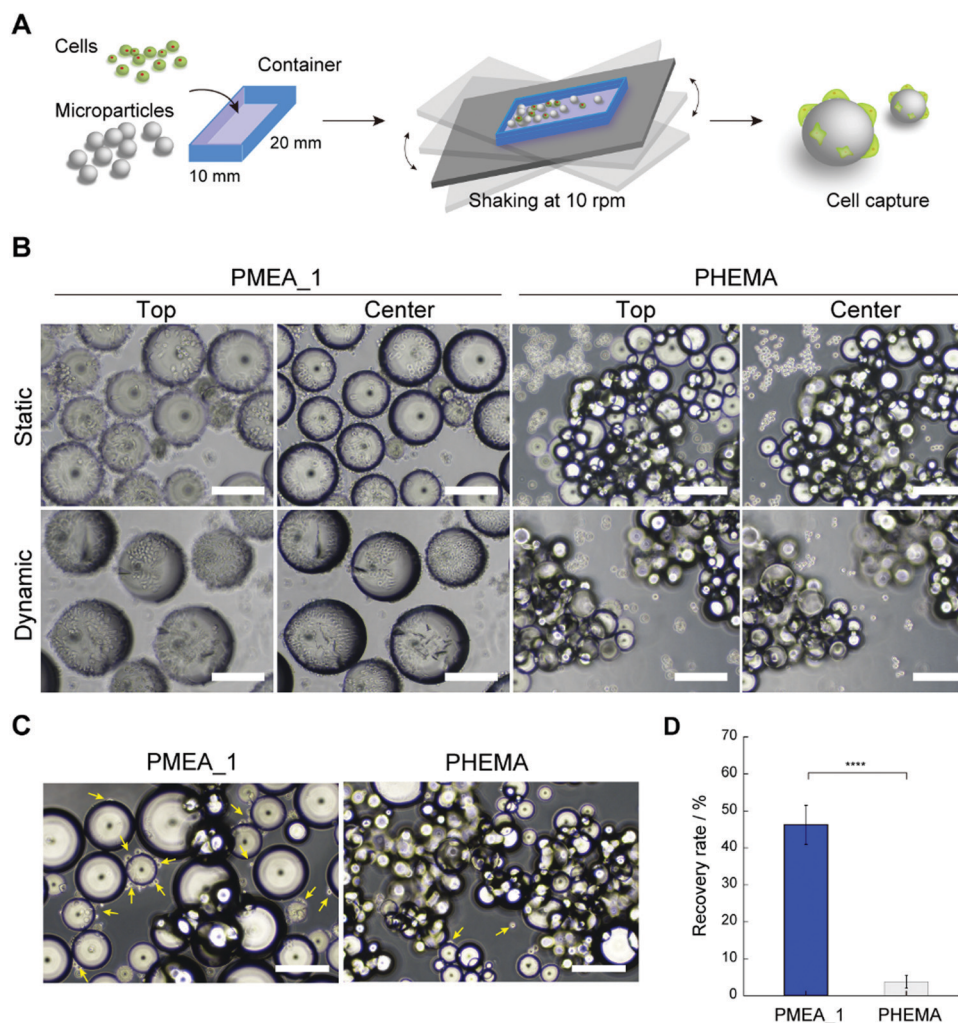 A
Cells
Container
Microparticles
20 mm
10 mm
Shaking at 10 rpm
Cell capture
B
PMEA_1
PHEMA
Top
Center
Top
Center
Static
Dynamic
C
PMEA_1
PHEMA
D
Recovery rate / %
70
60
50
40
30
20
10
0
****
PMEA_1
PHEMA